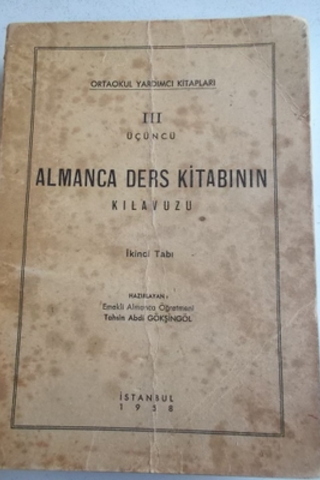 ORTAOKUL YARDIMCI KİTAPLARI
III
ÜÇÜNCÜ
ALMANCA DERS KİTABININ
KILAVUZU
İkinci Tabı
HAZIRLAYAN :
Emekli Almanca Öğretmeni
Tahsin Abdi GÖKŞİNGÖL
İSTANBUL
1958